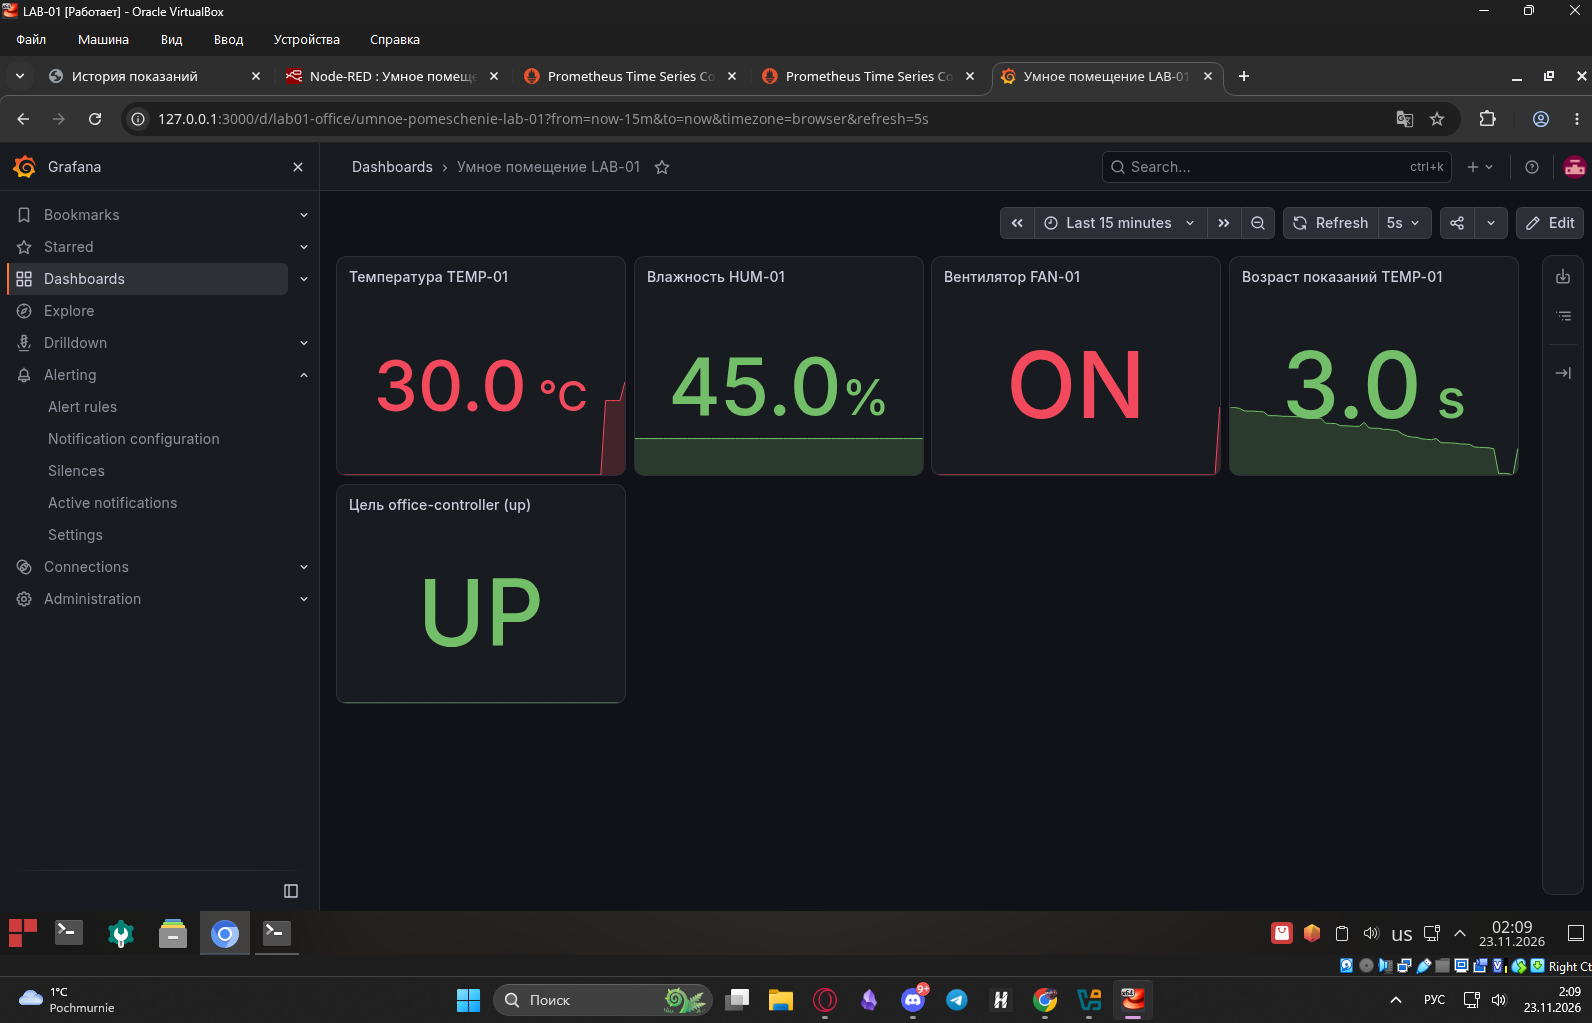 LAB-01 [Работает] - Oracle VirtualBox
Файл Машина Вид Ввод Устройства Справка
История показаний
Node-RED : Умное помеще
Prometheus Time Series Co
Prometheus Time Series Co
Умное помещение LAB-01
127.0.0.1:3000/d/lab01-office/umnoe-pomeschenie-lab-01?from=now-15m&to=now&timezone=browser&refresh=5s
Grafana
Dashboards › Умное помещение LAB-01
Search...
ctrl+k
Bookmarks
Starred
Dashboards
Explore
Drilldown
Alerting
Alert rules
Notification configuration
Silences
Active notifications
Settings
Connections
Administration
Last 15 minutes
Refresh
5s
Edit
Температура TEMP-01
30.0 °C
Влажность HUM-01
45.0%
Вентилятор FAN-01
ON
Возраст показаний TEMP-01
3.0 s
Цель office-controller (up)
UP
us
02:09
23.11.2026
Right Ct
1°C
Pochmurnie
Поиск
9+
x64
РУС
2:09
23.11.2026